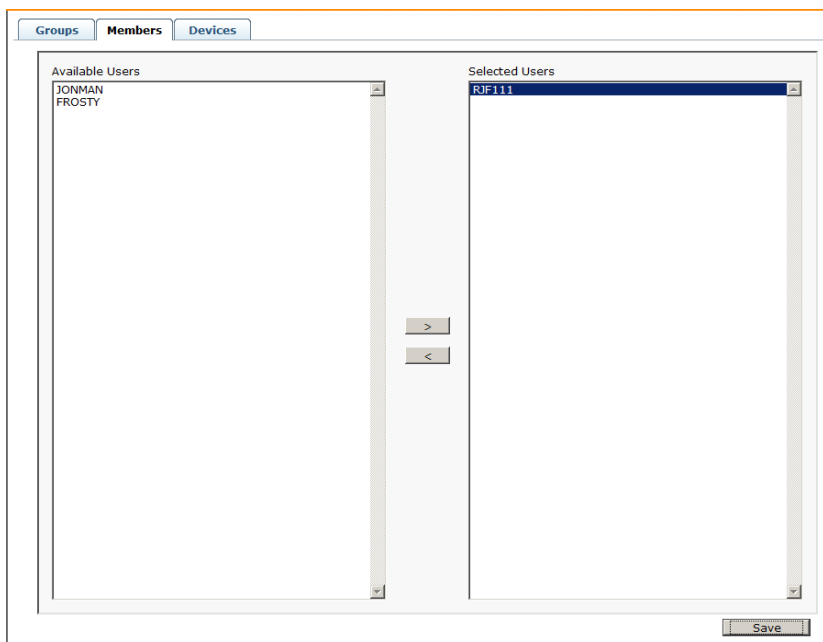 Groups Members Devices
Available Users Selected Users
JONMAN RJF111
FROSTY
>
<
Save